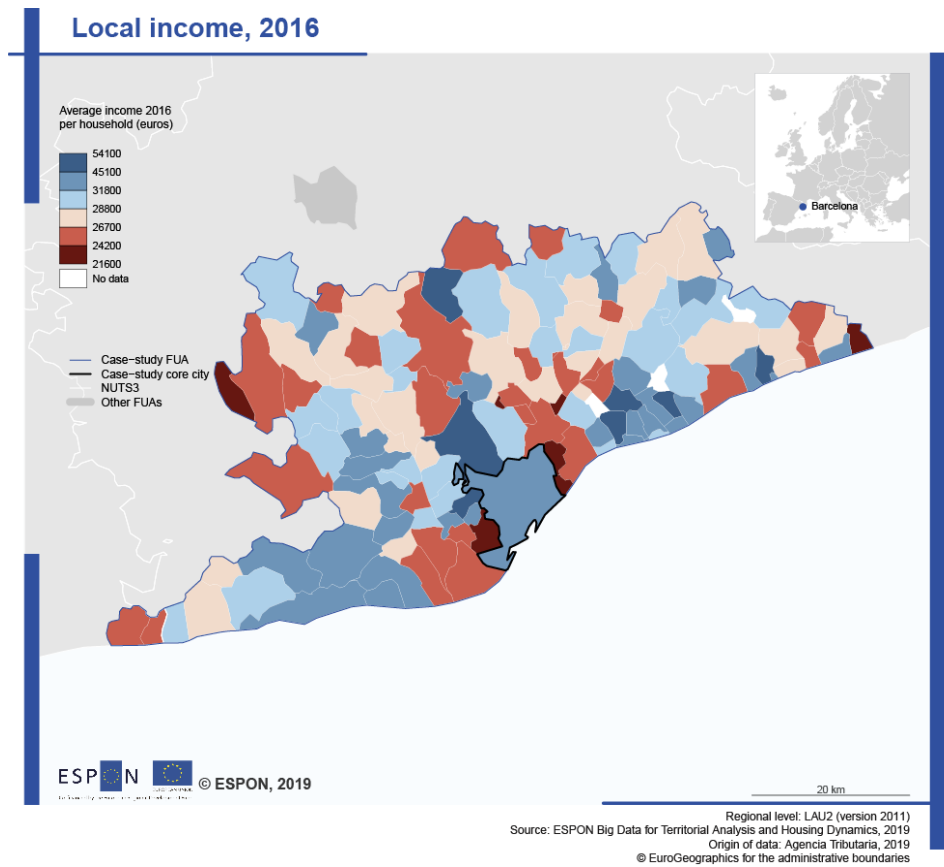 Local income, 2016
Average income 2016
per household (euros)
54100
45100
31800
28800
26700
24200
21600
No data
Barcelona
Case-study FUA
Case-study core city
NUTS3
Other FUAs
ESPON
© ESPON, 2019
20 km
Regional level: LAU2 (version 2011)
Source: ESPON Big Data for Territorial Analysis and Housing Dynamics, 2019
Origin of data: Agencia Tributaria, 2019
© EuroGeographics for the administrative boundaries